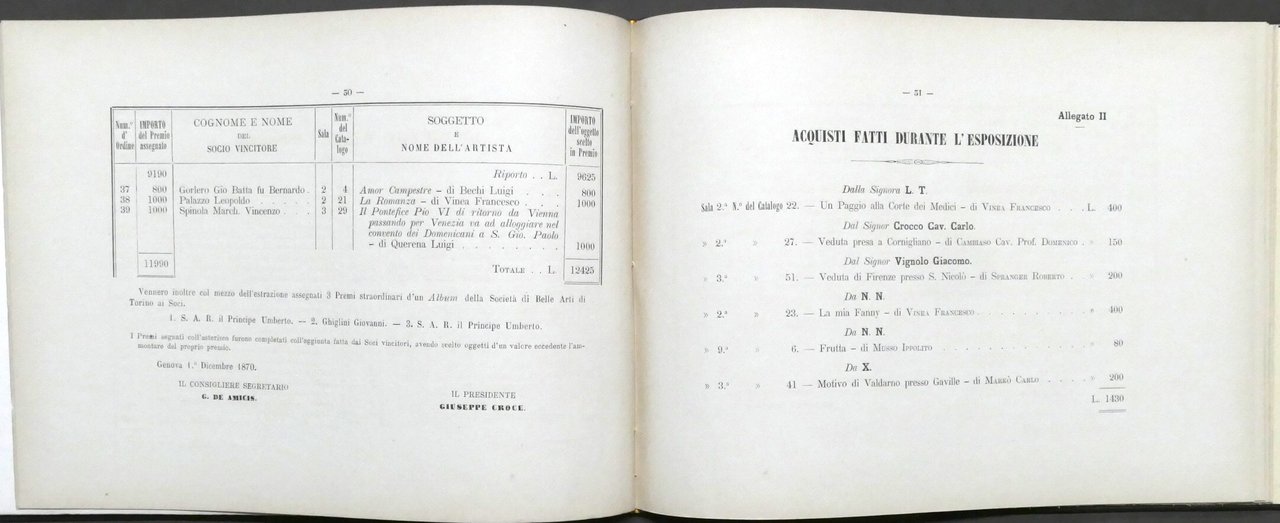 — 50 —
Num.° d' Ordine
IMPORTO del Premio assegnato
COGNOME E NOME DEL SOCIO VINCITORE
Sala
Num.° del Catalogo
SOGGETTO E NOME DELL'ARTISTA
IMPORTO dell'oggetto scelto in Premio
9190 Riporto . . L. 9625
37 800 Gorlero Gio Batta fu Bernardo . 2 4 Amor Campestre – di Bechi Luigi . . . 800
38 1000 Palazzo Leopoldo . . . . . 2 21 La Romanza – di Vinea Francesco . . . 1000
39 1000 Spinola March. Vincenzo . . . 3 29 Il Pontefice Pio VI di ritorno da Vienna
passando per Venezia va ad alloggiare nel
convento dei Domenicani a S. Gio. Paolo
– di Querena Luigi . . . . . . . . 1000
11990 TOTALE . . L. 12425
Vennero inoltre col mezzo dell'estrazione assegnati 3 Premi straordinari d'un Album della Società di Belle Arti di
Torino ai Soci.
1. S. A. R. il Principe Umberto. — 2. Ghiglini Giovanni. — 3. S. A. R. il Principe Umberto.
I Premi segnati coll'asterisco furono completati coll'aggiunta fatta dai Soci vincitori, avendo scelto oggetti d'un valore eccedente l'am-
montare del proprio premio.
Genova 1.° Dicembre 1870.
IL CONSIGLIERE SEGRETARIO
G. DE AMICIS.
IL PRESIDENTE
GIUSEPPE CROCE.
— 51 —
Allegato II
ACQUISTI FATTI DURANTE L'ESPOSIZIONE
Dalla Signora L. T.
Sala 2.ª N.° del Catalogo 22. — Un Paggio alla Corte dei Medici – di VINEA FRANCESCO . . . . L. 400
Dal Signor Crocco Cav. Carlo.
» 2.ª » 27. — Veduta presa a Cornigliano – di CAMBIASO Cav. Prof. DOMENICO . » 150
Dal Signor Vignolo Giacomo.
» 3.ª » 51. — Veduta di Firenze presso S. Nicolò – di SPRANGER ROBERTO . . » 200
Da N. N.
» 2.ª » 23. — La mia Fanny – di VINEA FRANCESCO . . . . . . . . . » 400
Da N. N.
» 9.ª » 6. — Frutta – di MUSSO IPPOLITO . . . . . . . . . . . » 80
Da X.
» 3.ª » 41 — Motivo di Valdarno presso Gaville – di MARKÒ CARLO . . . . » 200
L. 1430